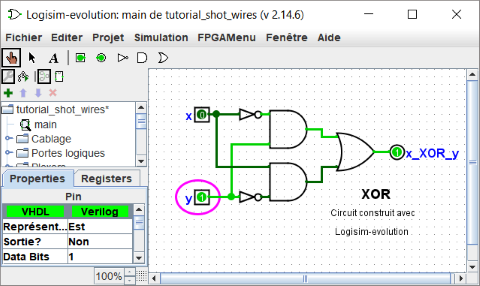 Logisim-evolution: main de tutorial_shot_wires (v 2.14.6)
Fichier Editer Projet Simulation FPGAMenu Fenêtre Aide
A
tutorial_shot_wires*
main
Cablage
Portes logiques
Properties Registers
Pin
VHDL Verilog
Représent... Est
Sortie? Non
Data Bits 1
100%
x 0
y 1
1 x_XOR_y
XOR
Circuit construit avec
Logisim-evolution